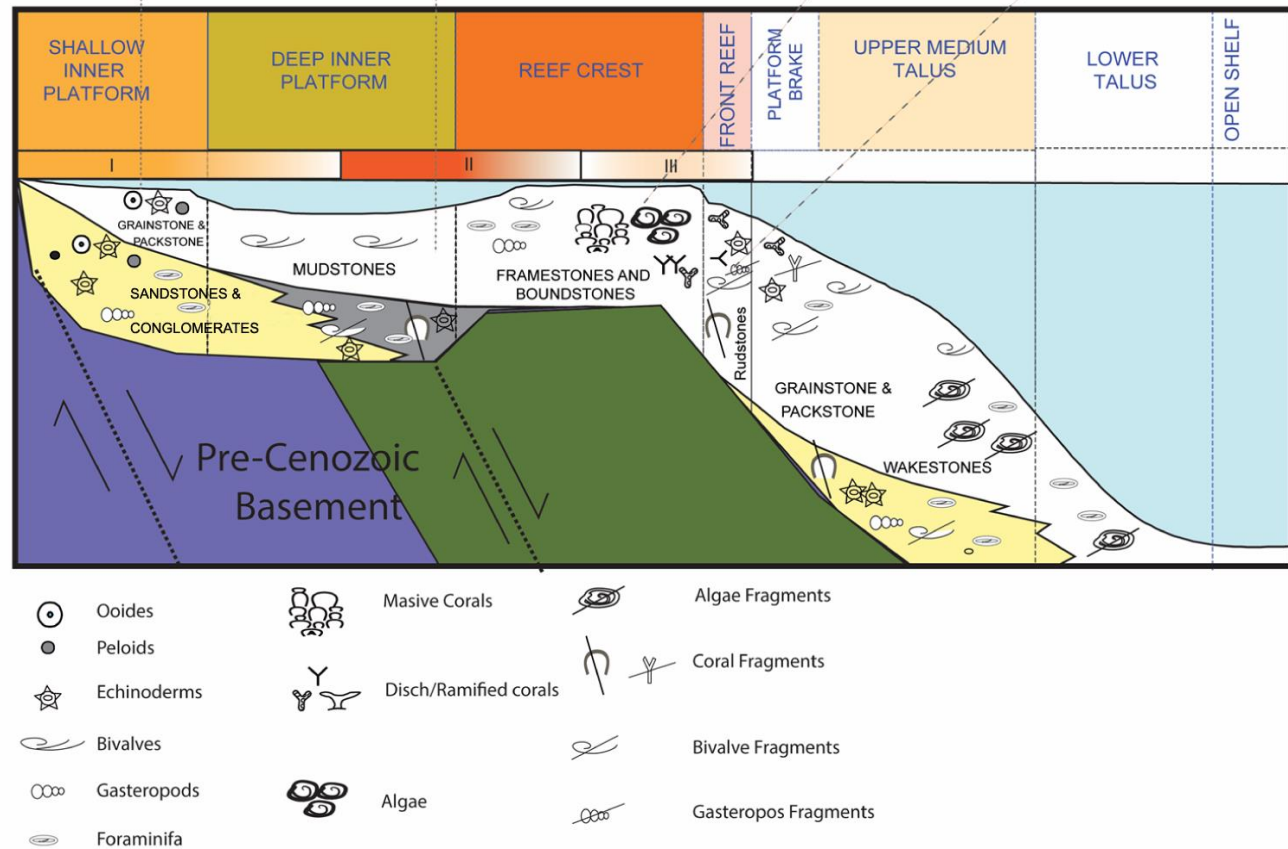 SHALLOW
INNER
PLATFORM
DEEP INNER
PLATFORM
REEF CREST
FRONT REEF
PLATFORM
BRAKE
UPPER MEDIUM
TALUS
LOWER
TALUS
OPEN SHELF
I
II
III
GRAINSTONE &
PACKSTONE
MUDSTONES
FRAMESTONES AND
BOUNDSTONES
SANDSTONES &
CONGLOMERATES
Rudstones
GRAINSTONE &
PACKSTONE
WAKESTONES
Pre-Cenozoic
Basement
Ooides
Peloids
Echinoderms
Bivalves
Gasteropods
Foraminifa
Masive Corals
Disch/Ramified corals
Algae
Algae Fragments
Coral Fragments
Bivalve Fragments
Gasteropos Fragments